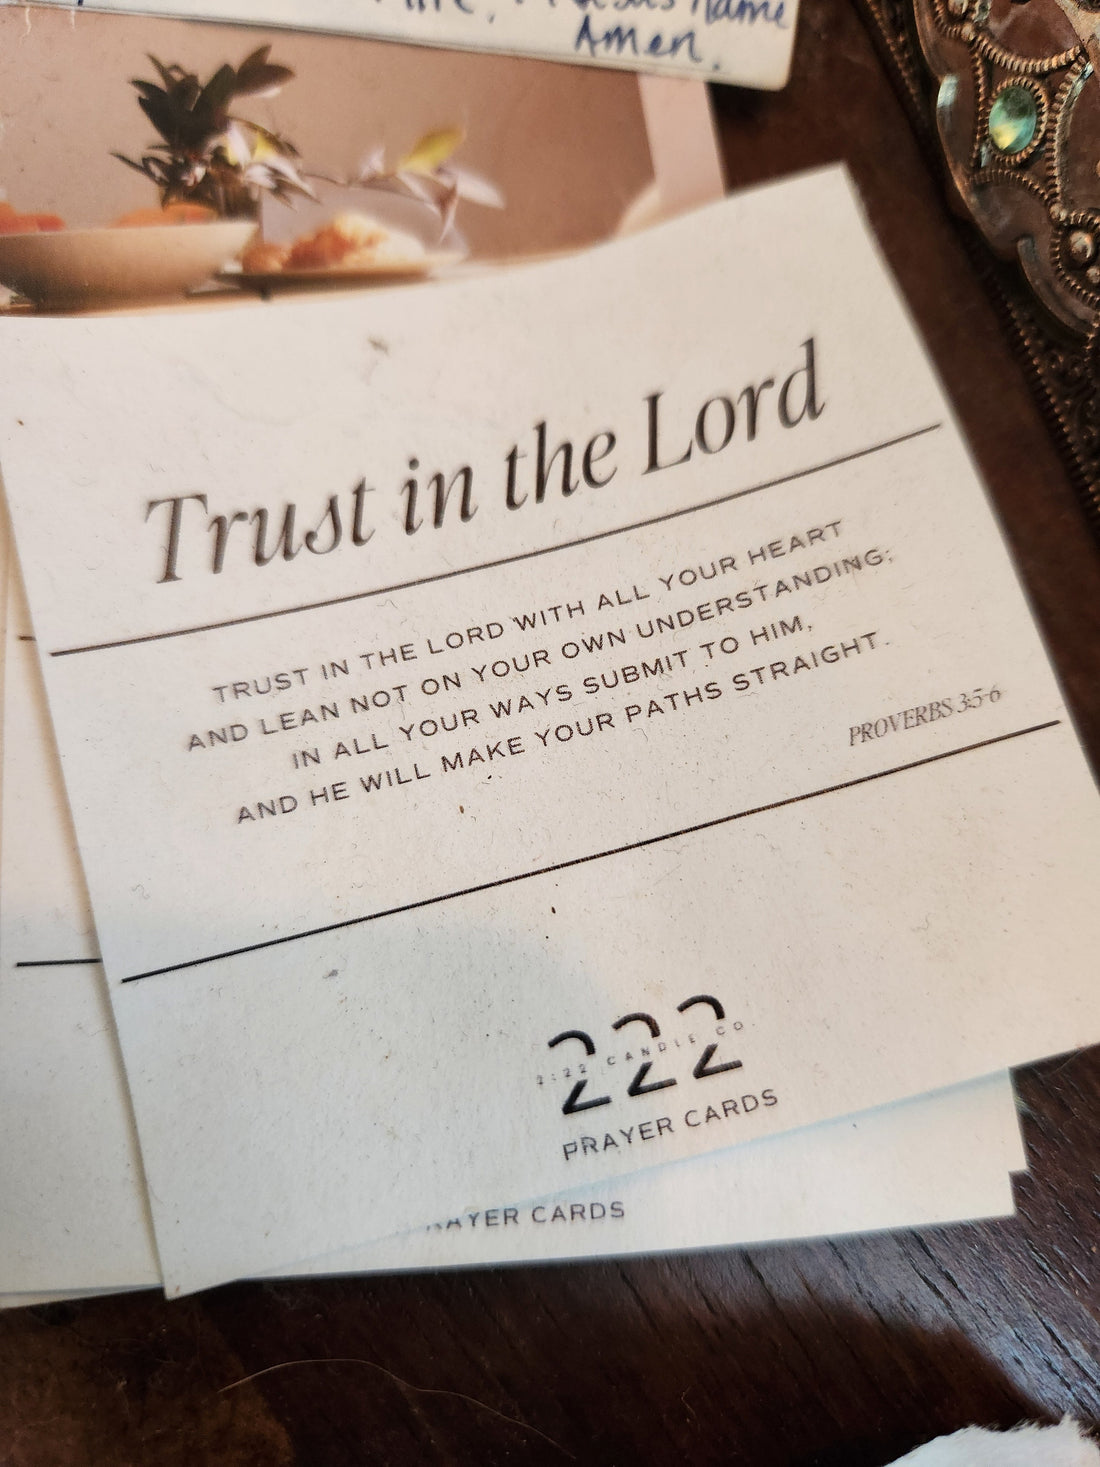 name
Amen.
Trust in the Lord
TRUST IN THE LORD WITH ALL YOUR HEART
AND LEAN NOT ON YOUR OWN UNDERSTANDING;
IN ALL YOUR WAYS SUBMIT TO HIM,
AND HE WILL MAKE YOUR PATHS STRAIGHT.
PROVERBS 3:5-6
222
2:22 CANDLE CO.
PRAYER CARDS
RAYER CARDS